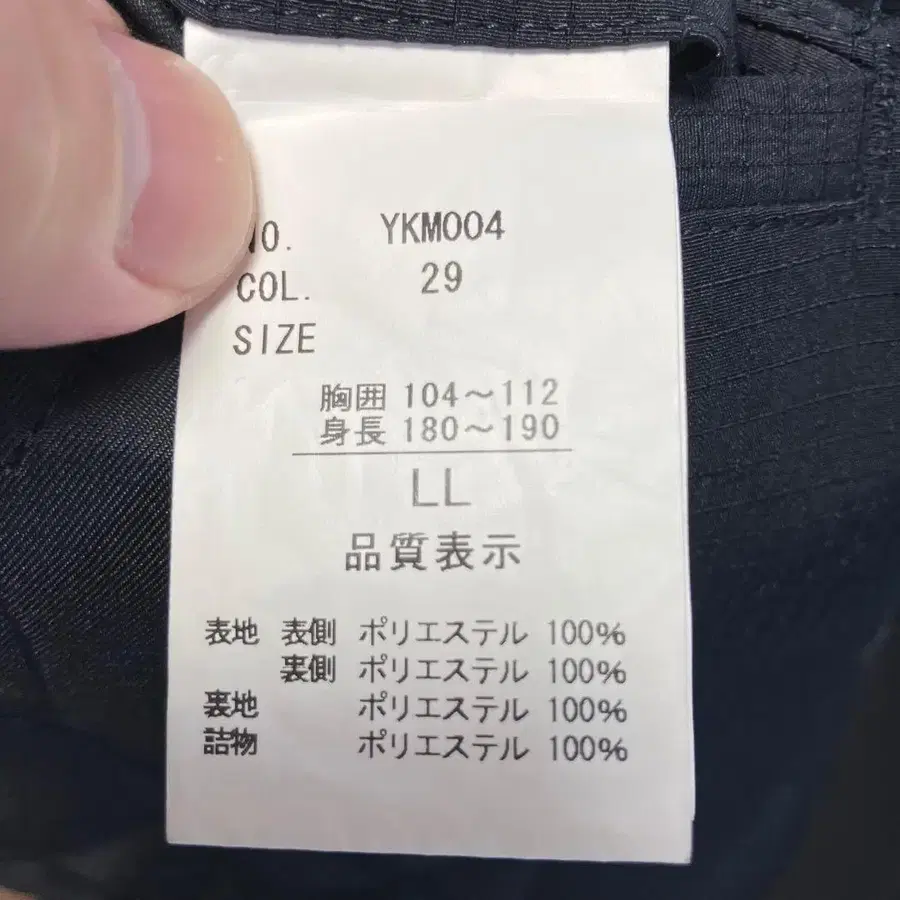 NO. YKM004
COL. 29
SIZE
胸囲 104～112
身長 180～190
LL
品質表示
表地 表側 ポリエステル 100%
裏側 ポリエステル 100%
裏地 ポリエステル 100%
詰物 ポリエステル 100%